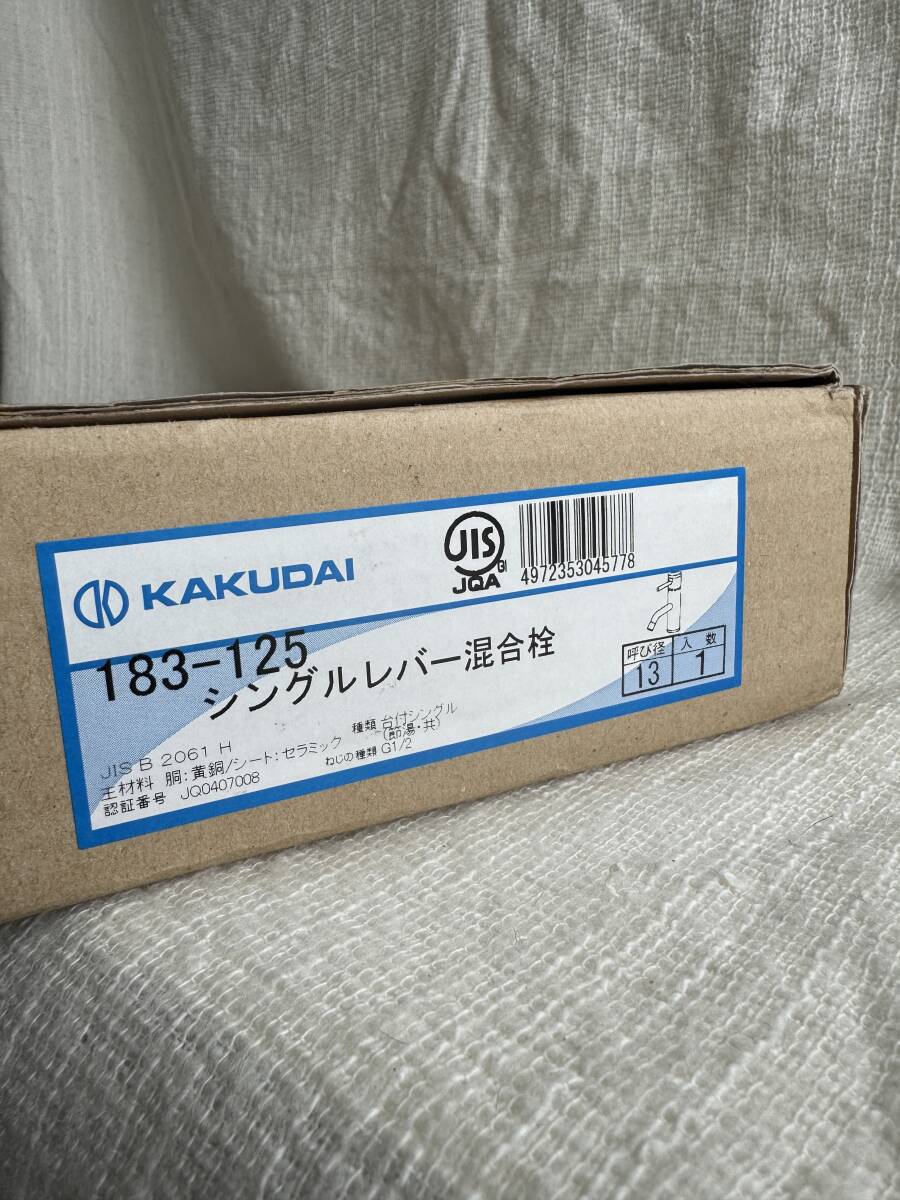 KAKUDAI
JIS
JQA
GI
4972353045778
183-125
シングルレバー混合栓
呼び径 入数
13 1
JIS B 2061 H
種類 台付シングル
(節湯・共)
主材料 胴:黄銅/シート:セラミック
ねじの種類 G1/2
認証番号 JQ0407008